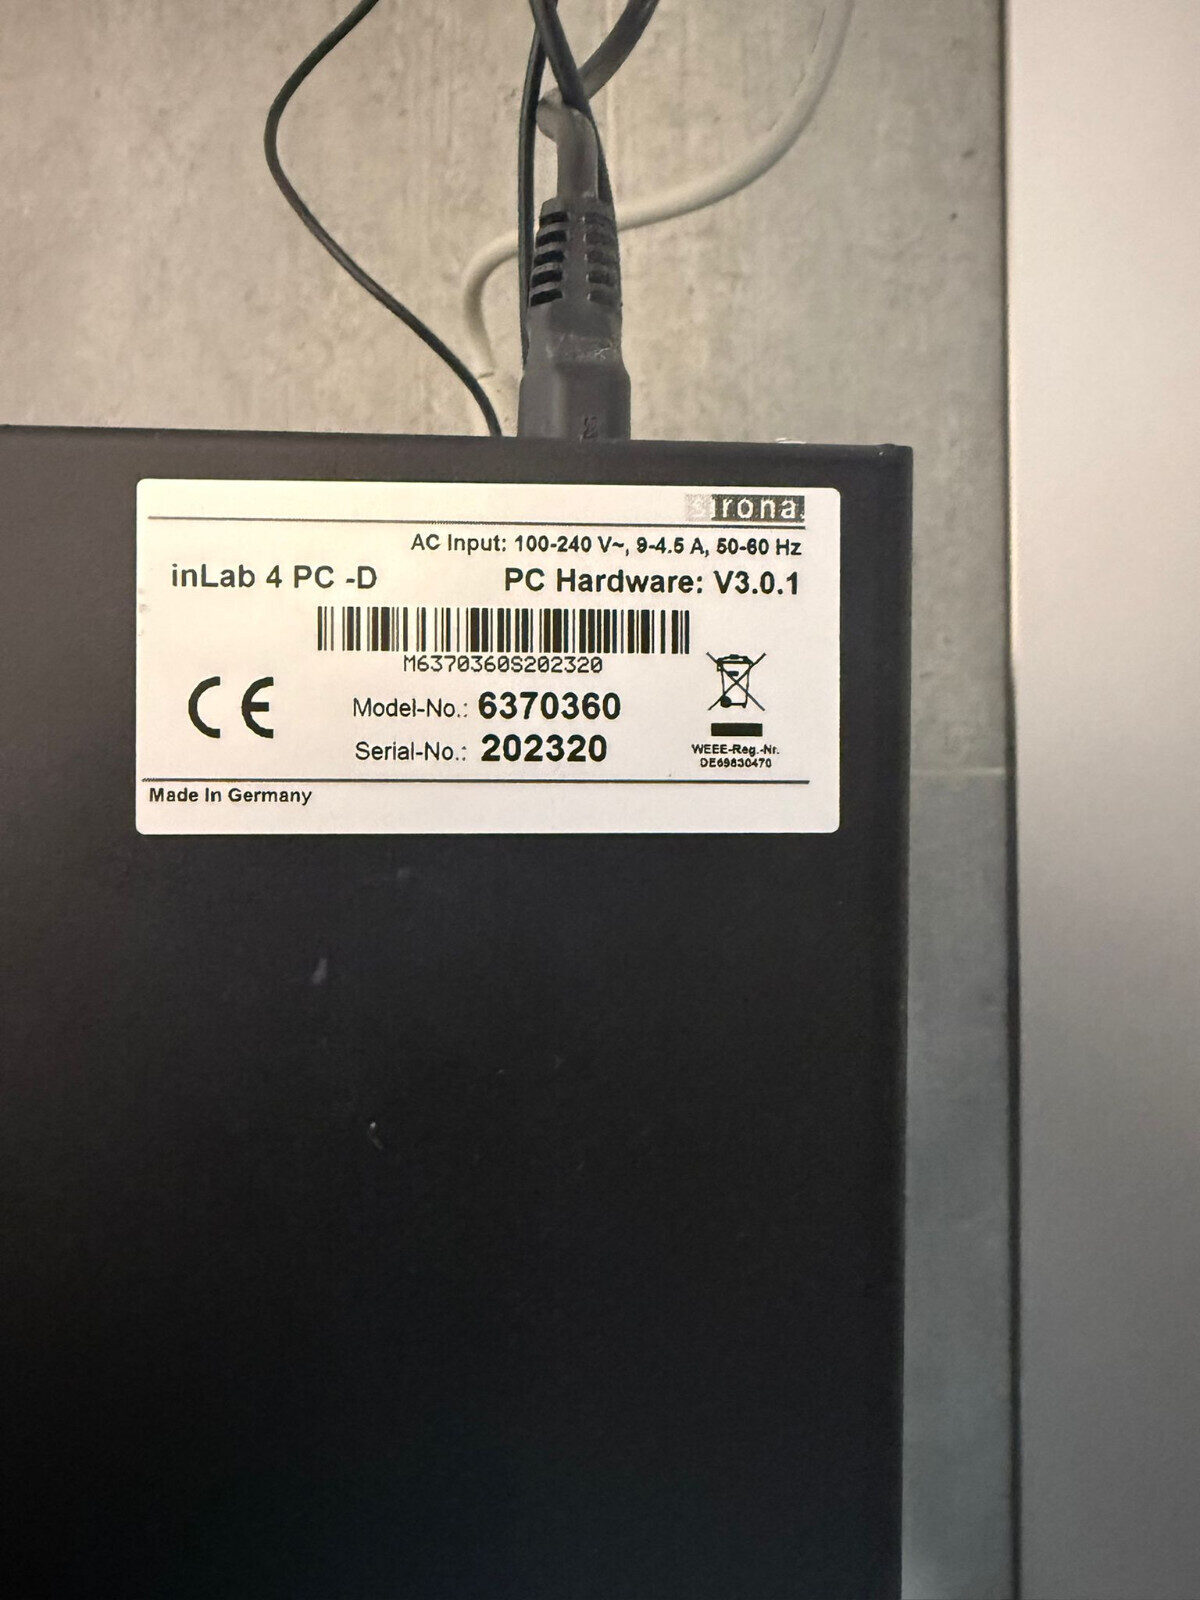 sirona.
AC Input: 100-240 V~, 9-4.5 A, 50-60 Hz
inLab 4 PC -D PC Hardware: V3.0.1
M6370360S202320
CE Model-No.: 6370360
Serial-No.: 202320
WEEE-Reg.-Nr.
DE69830470
Made In Germany